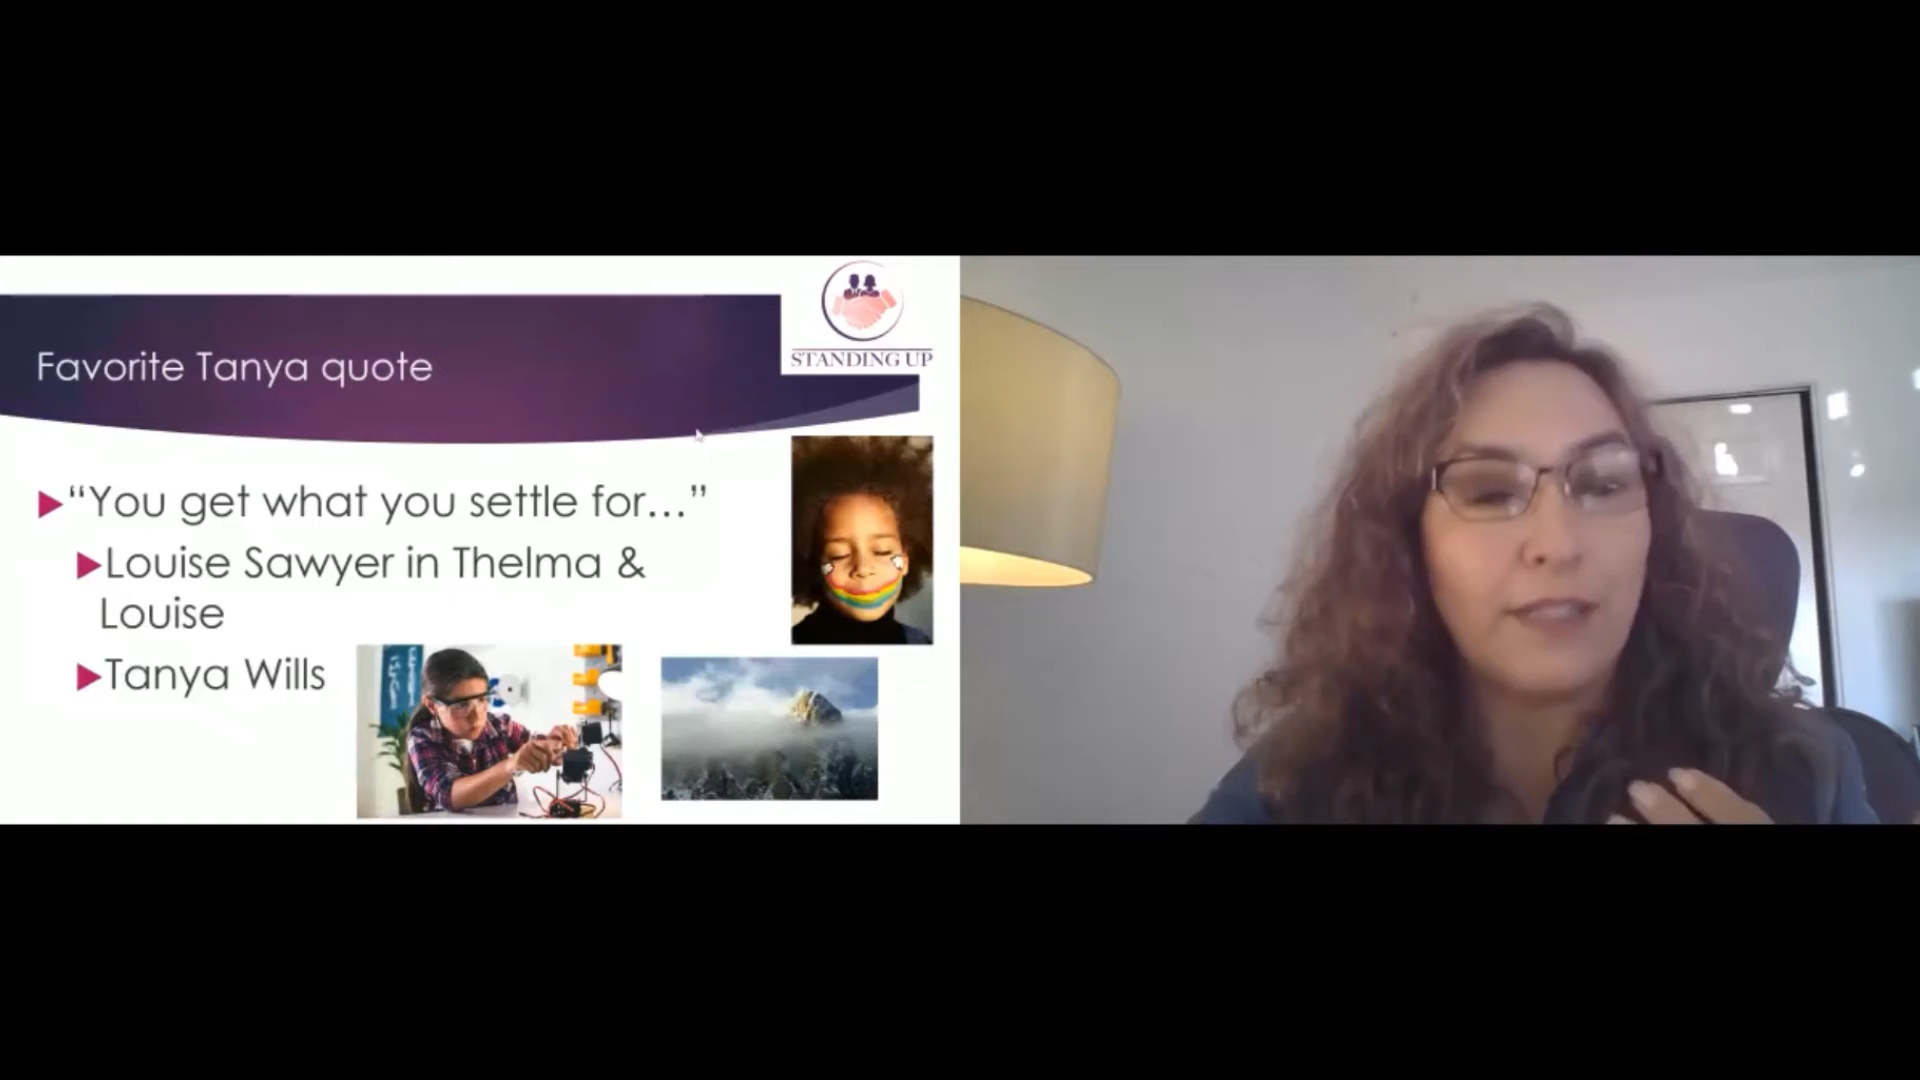 STANDING UP
Favorite Tanya quote
“You get what you settle for...”
Louise Sawyer in Thelma &
Louise
Tanya Wills